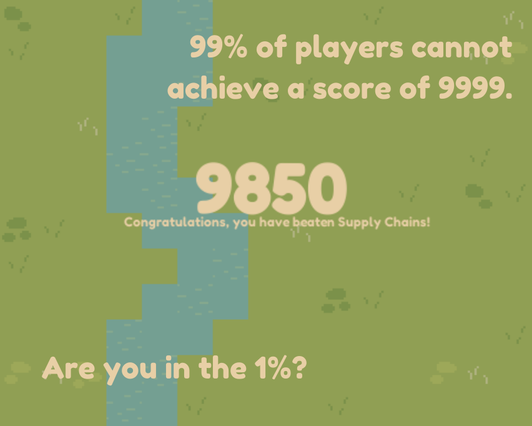 99% of players cannot
achieve a score of 9999.
9850
Congratulations, you have beaten Supply Chains!
Are you in the 1%?